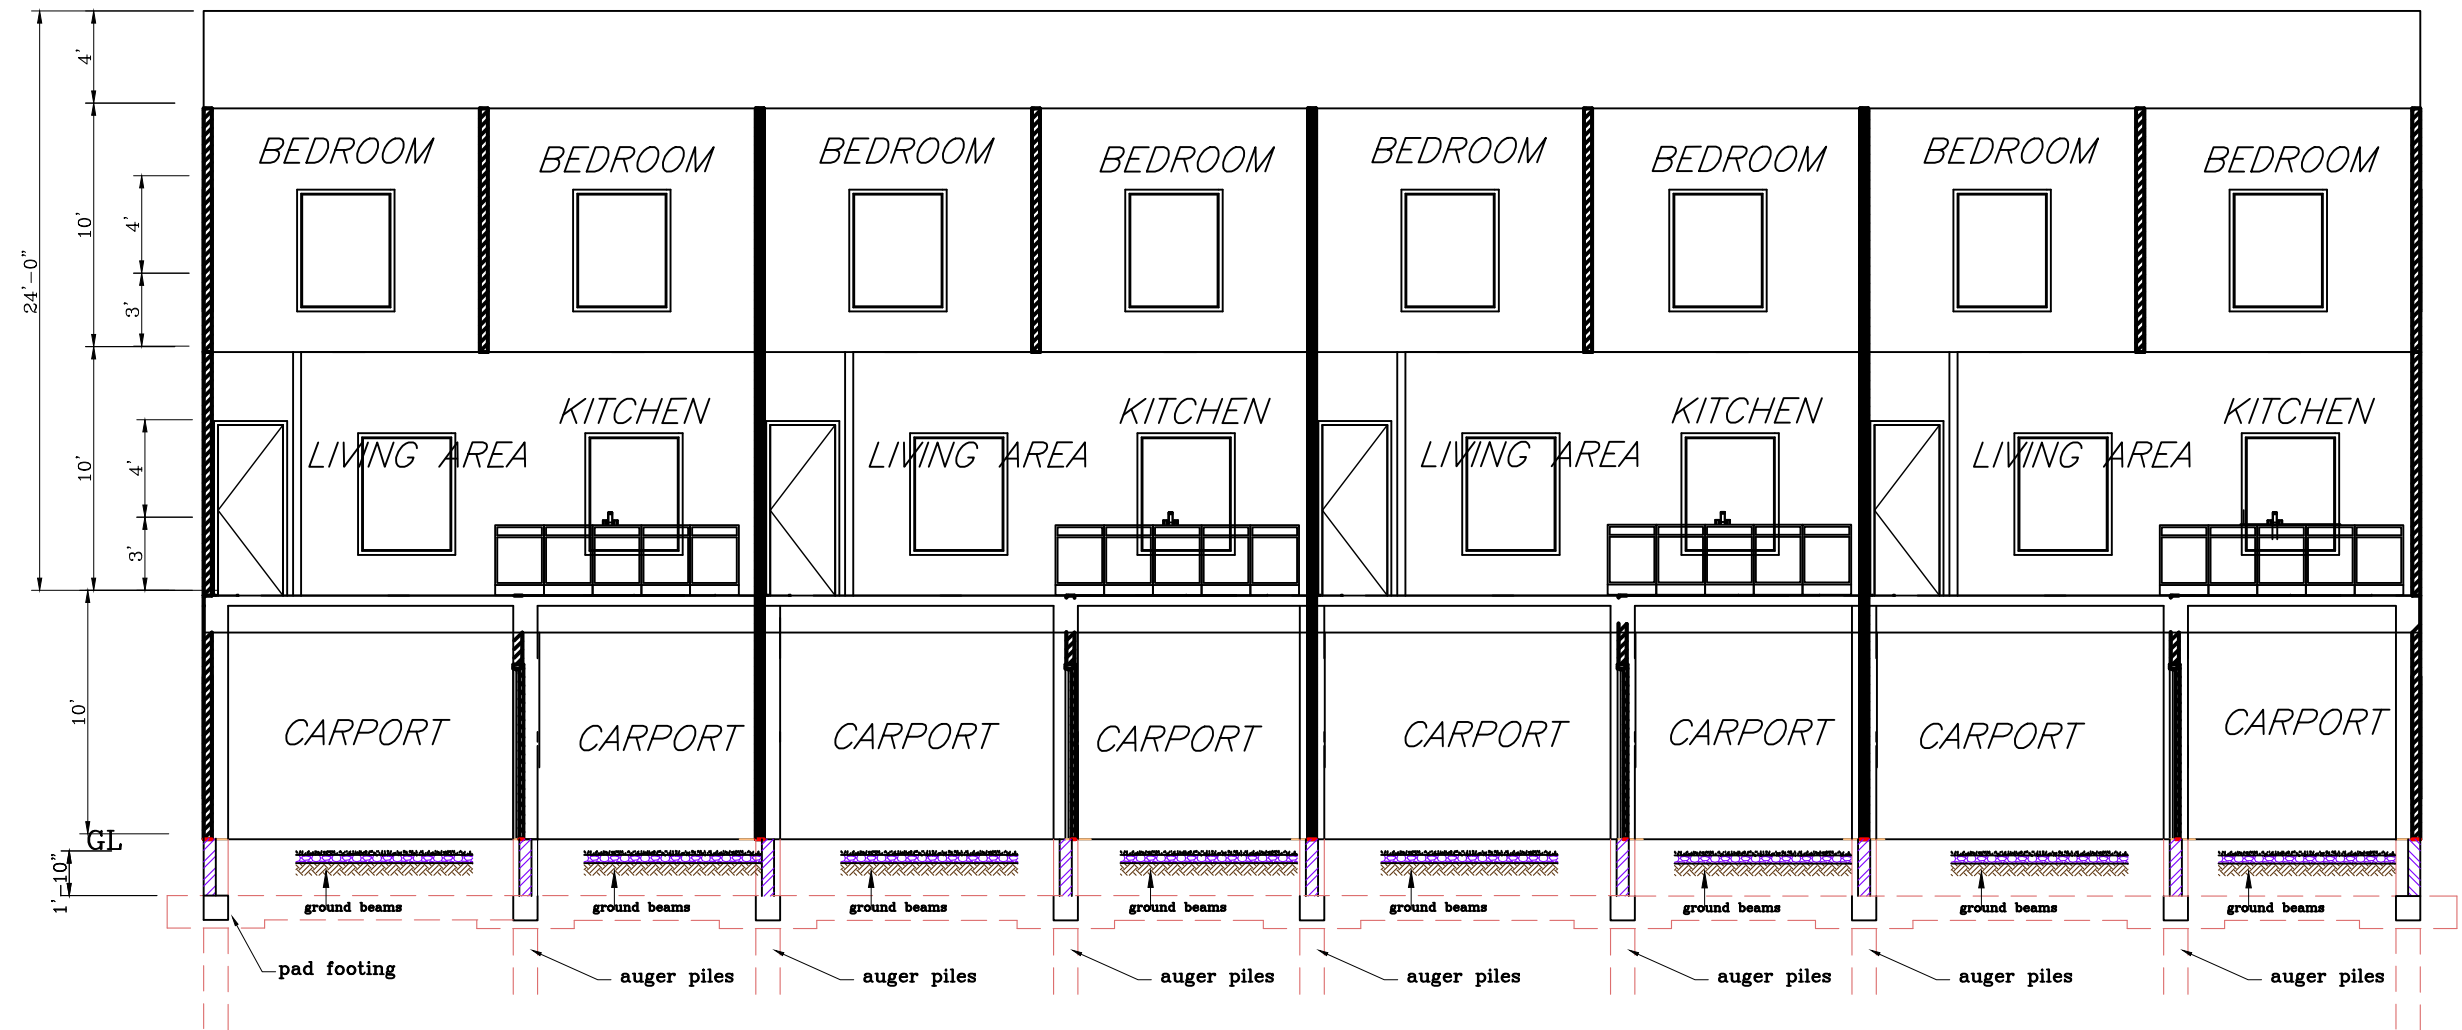 4'
10'
4'
3'
24'-0"
10'
4'
3'
10'
GL
1'-10"
BEDROOM
BEDROOM
BEDROOM
BEDROOM
BEDROOM
BEDROOM
BEDROOM
BEDROOM
KITCHEN
KITCHEN
KITCHEN
KITCHEN
LIVING AREA
LIVING AREA
LIVING AREA
LIVING AREA
CARPORT
CARPORT
CARPORT
CARPORT
CARPORT
CARPORT
CARPORT
CARPORT
ground beams
ground beams
ground beams
ground beams
ground beams
ground beams
ground beams
ground beams
pad footing
auger piles
auger piles
auger piles
auger piles
auger piles
auger piles
auger piles